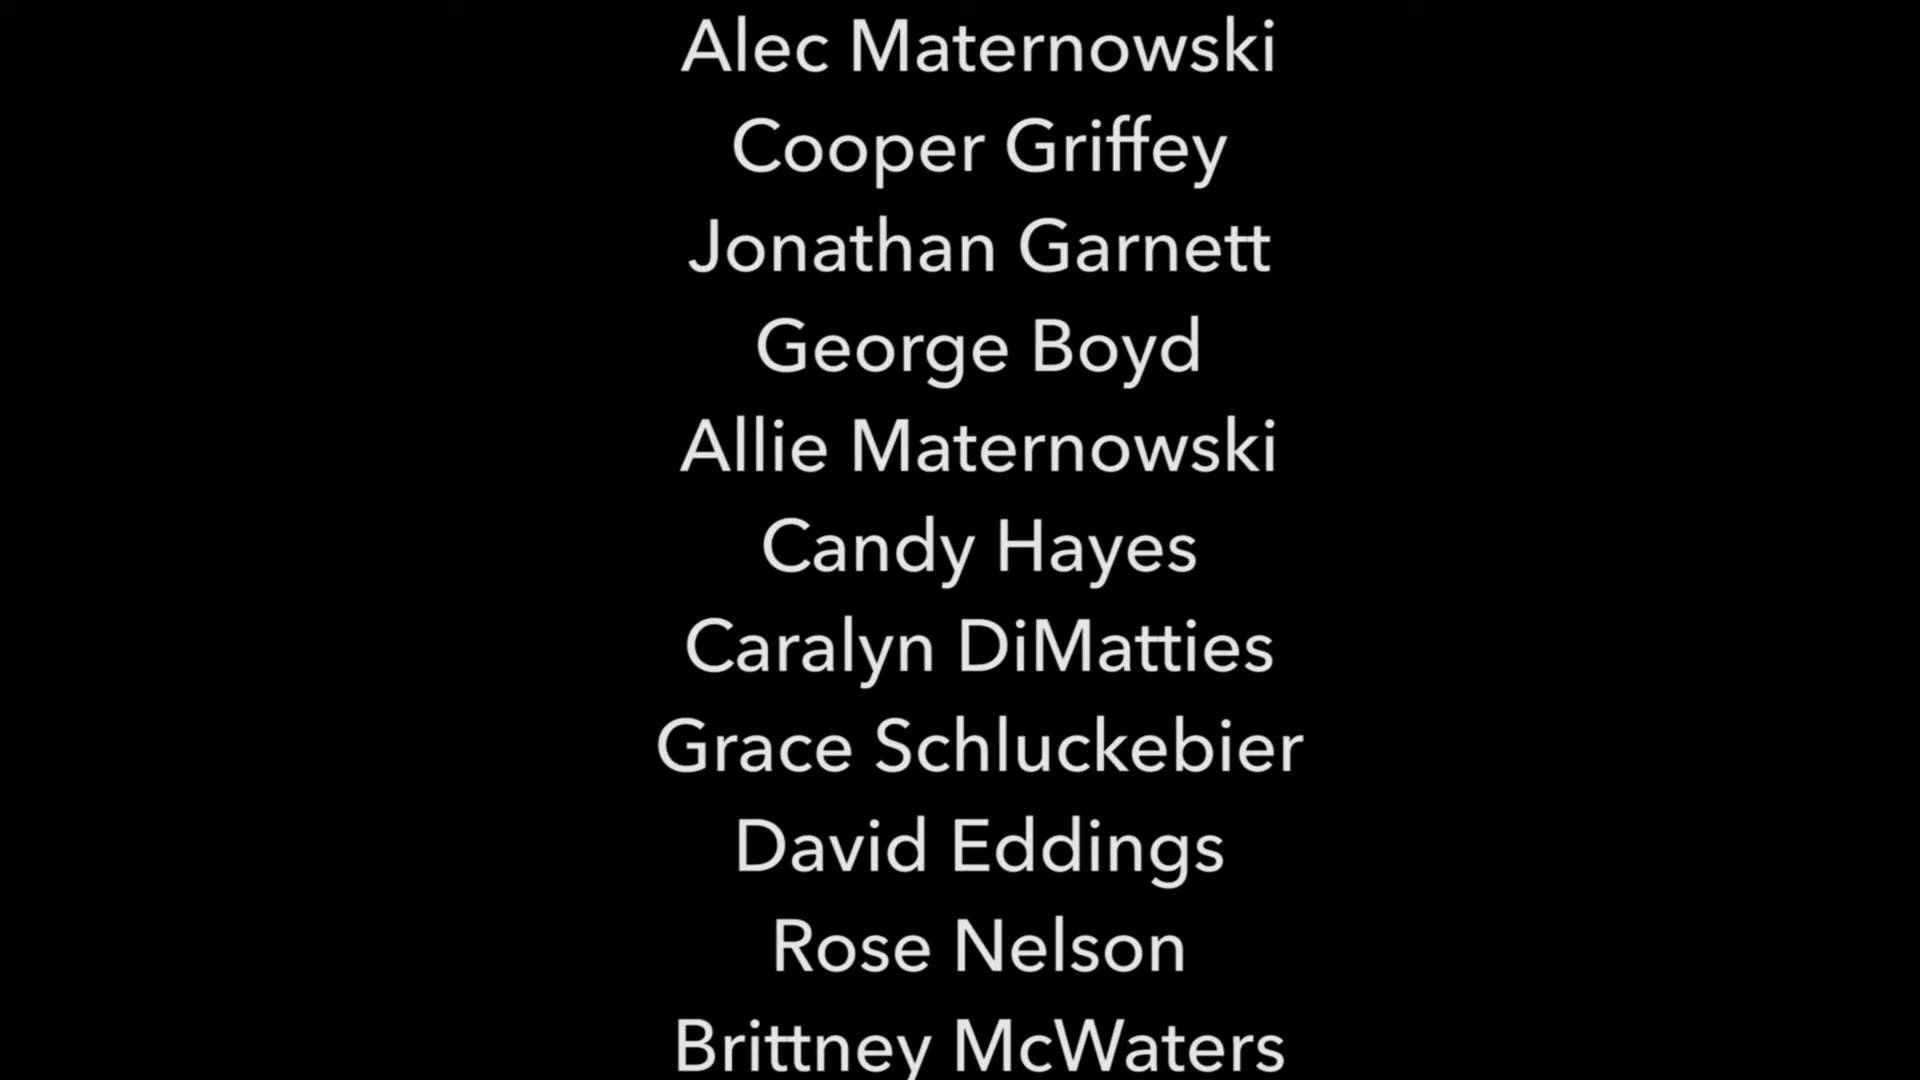 Alec Maternowski
Cooper Griffey
Jonathan Garnett
George Boyd
Allie Maternowski
Candy Hayes
Caralyn DiMatties
Grace Schluckebier
David Eddings
Rose Nelson
Brittney McWaters